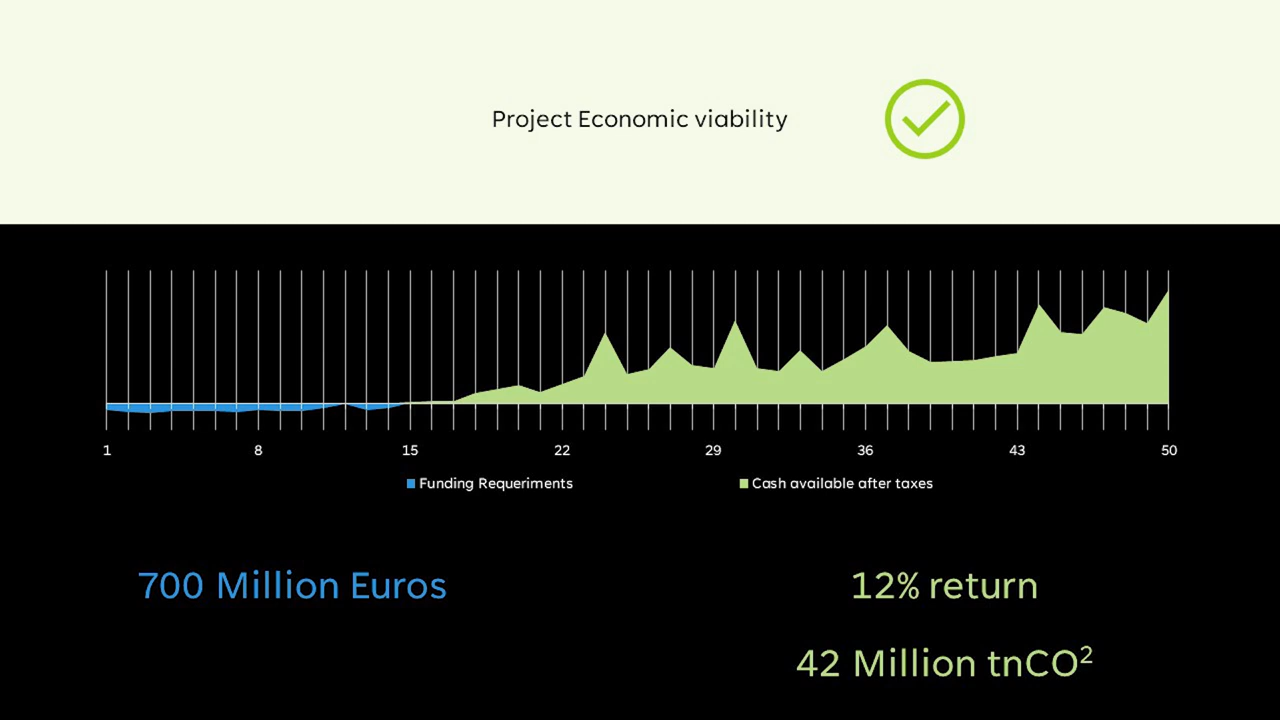 Project Economic viability
1 8 15 22 29 36 43 50
Funding Requeriments Cash available after taxes
700 Million Euros 12% return
42 Million tnCO²